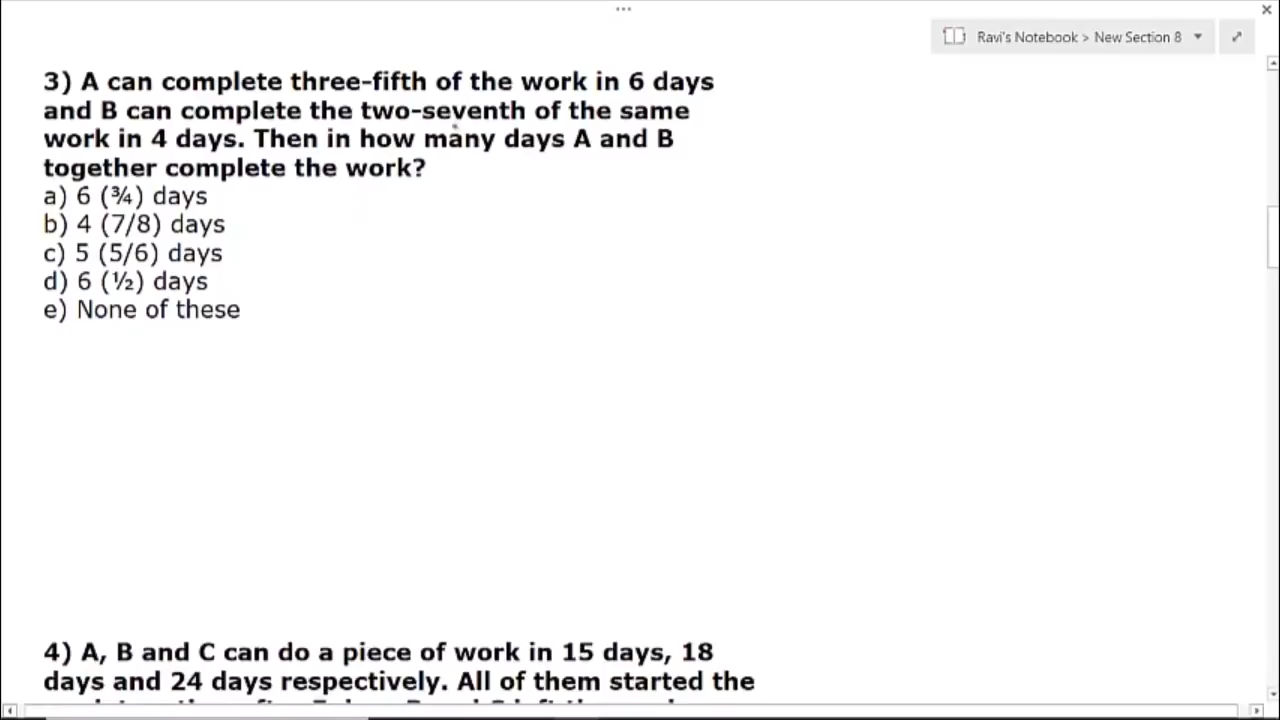 Ravi's Notebook > New Section 8
3) A can complete three-fifth of the work in 6 days
and B can complete the two-seventh of the same
work in 4 days. Then in how many days A and B
together complete the work?
a) 6 (¾) days
b) 4 (7/8) days
c) 5 (5/6) days
d) 6 (½) days
e) None of these
4) A, B and C can do a piece of work in 15 days, 18
days and 24 days respectively. All of them started the